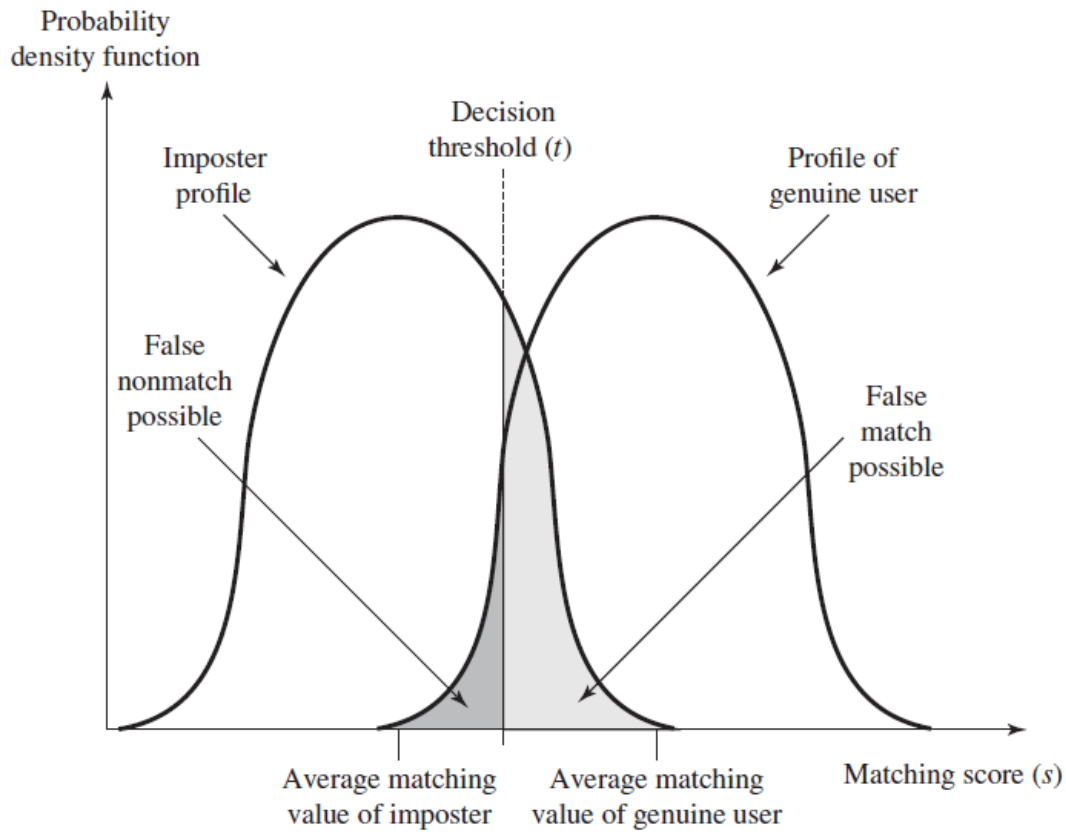 Probability
density function
Decision
threshold (t)
Imposter
profile
Profile of
genuine user
False
nonmatch
possible
False
match
possible
Average matching
value of imposter
Average matching
value of genuine user
Matching score (s)